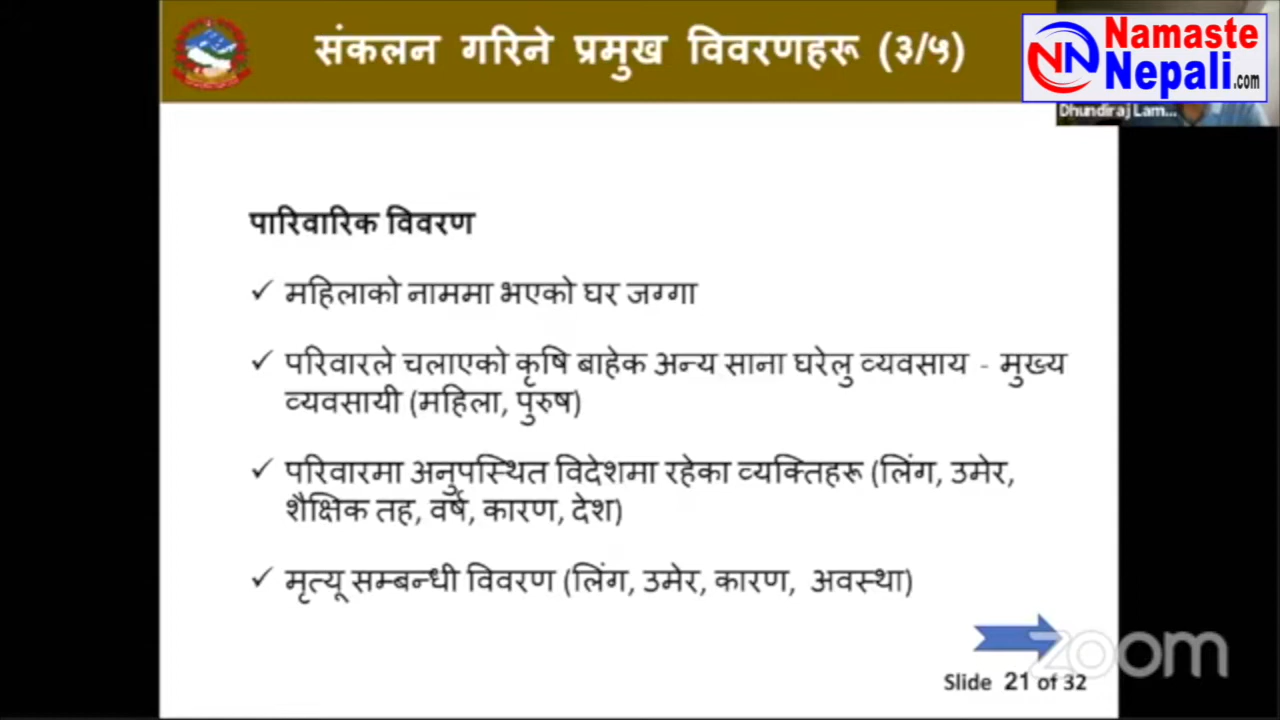 संकलन गरिने प्रमुख विवरणहरू (३/५)
Namaste
Nepali.com
Dhundiraj Lam...
पारिवारिक विवरण
✓ महिलाको नाममा भएको घर जग्गा
✓ परिवारले चलाएको कृषि बाहेक अन्य साना घरेलु व्यवसाय - मुख्य
व्यवसायी (महिला, पुरुष)
✓ परिवारमा अनुपस्थित विदेशमा रहेका व्यक्तिहरू (लिंग, उमेर,
शैक्षिक तह, वर्ष, कारण, देश)
✓ मृत्यू सम्बन्धी विवरण (लिंग, उमेर, कारण, अवस्था)
zoom
Slide 21 of 32